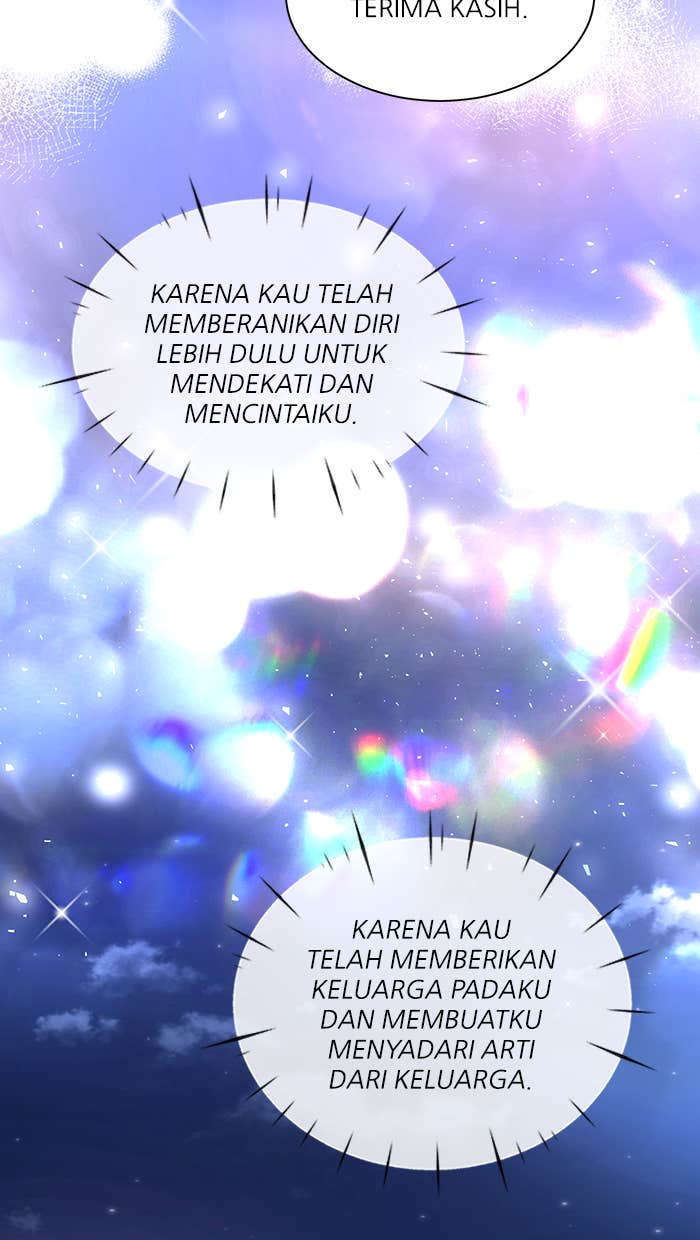 TERIMA KASIH.
KARENA KAU TELAH
MEMBERANIKAN DIRI
LEBIH DULU UNTUK
MENDEKATI DAN
MENCINTAIKU.
KARENA KAU
TELAH MEMBERIKAN
KELUARGA PADAKU
DAN MEMBUATKU
MENYADARI ARTI
DARI KELUARGA.